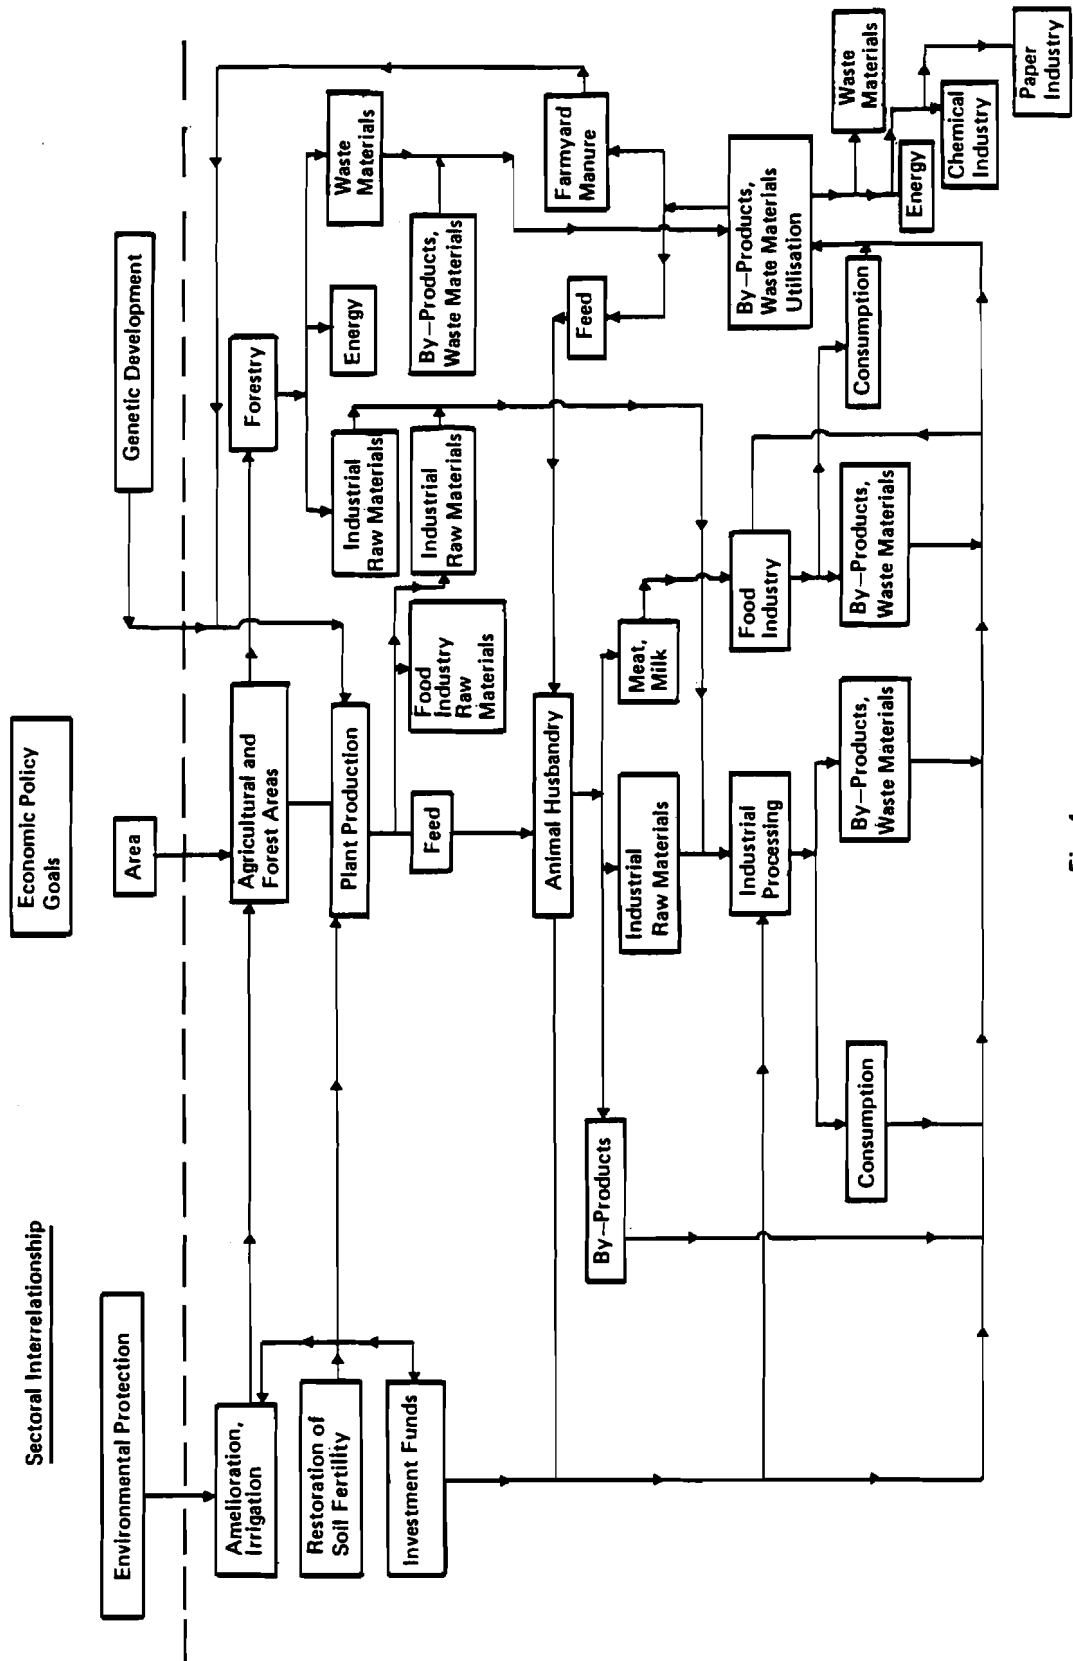 Sectoral Interrelationship
Economic Policy
Goals
Environmental Protection
Area
Genetic Development
Amelioration,
Irrigation
Agricultural and
Forest Areas
Forestry
Restoration of
Soil Fertility
Plant Production
Industrial
Raw Materials
Energy
Waste
Materials
Investment Funds
Feed
Food
Industry
Raw
Materials
Industrial
Raw Materials
By–Products,
Waste Materials
Animal Husbandry
Feed
Farmyard
Manure
By–Products
Industrial
Raw Materials
Meat,
Milk
Industrial
Processing
Food
Industry
By–Products,
Waste Materials
Utilisation
Consumption
By–Products,
Waste Materials
By–Products,
Waste Materials
Consumption
Energy
Waste
Materials
Chemical
Industry
Paper
Industry